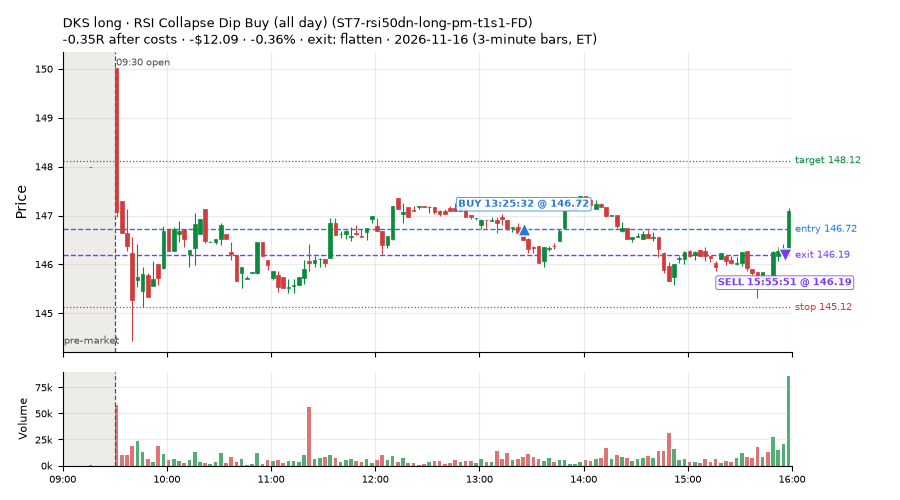 DKS long · RSI Collapse Dip Buy (all day) (ST7-rsi50dn-long-pm-t1s1-FD)
-0.35R after costs · -$12.09 · -0.36% · exit: flatten · 2026-11-16 (3-minute bars, ET)
09:30 open
150
149
148
147
146
145
Price
target 148.12
BUY 13:25:32 @ 146.72
entry 146.72
exit 146.19
SELL 15:55:51 @ 146.19
stop 145.12
pre-market
75k
50k
25k
0k
Volume
09:00
10:00
11:00
12:00
13:00
14:00
15:00
16:00